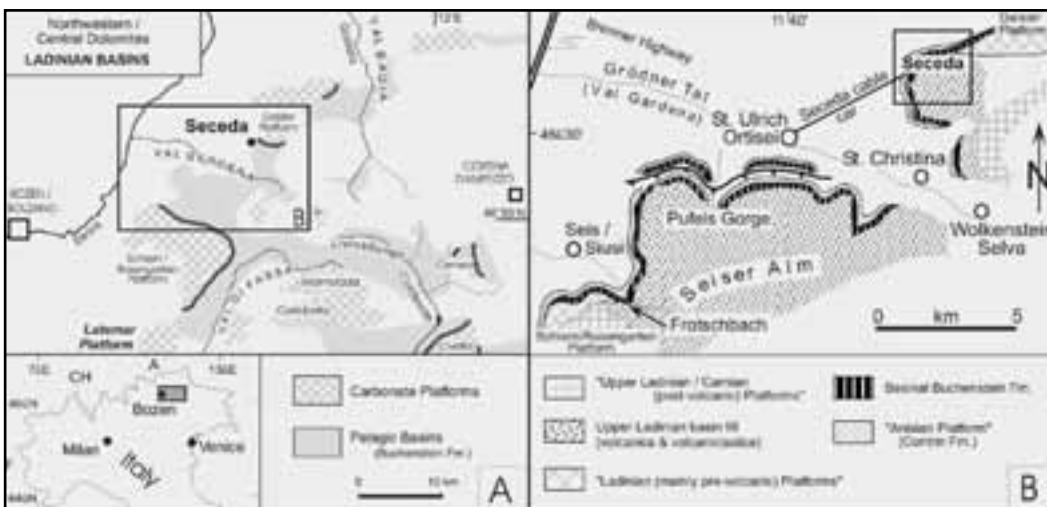 Northwestern /
Central Dolomites
LADINIAN BASINS
Seceda
VAL GARDENA
B
VAL DI FASSA
Latemar
Platform
CH
A
Bozen
Milan
Venice
Italy
Carbonate Platforms
Pelagic Basins
(Buchenstein Fm.)
0 10 km
A
11°40'
Brenner Highway
Grödner Tal
(Val Gardena)
Seceda cable
car
Seceda
St. Ulrich
Ortisei
St. Christina
N
Wolkenstein
Selva
Pufels Gorge
Seis /
Siusi
Seiser Alm
Frotschbach
0 km 5
"Upper Ladinian / Carnian
(post volcanic) Platforms"
Upper Ladinian basin fill
(volcanics & volcaniclastics)
"Ladinian (mainly pre-volcanic) Platforms"
Basinal Buchenstein Fm.
"Anisian Platform"
(Contrin Fm.)
B